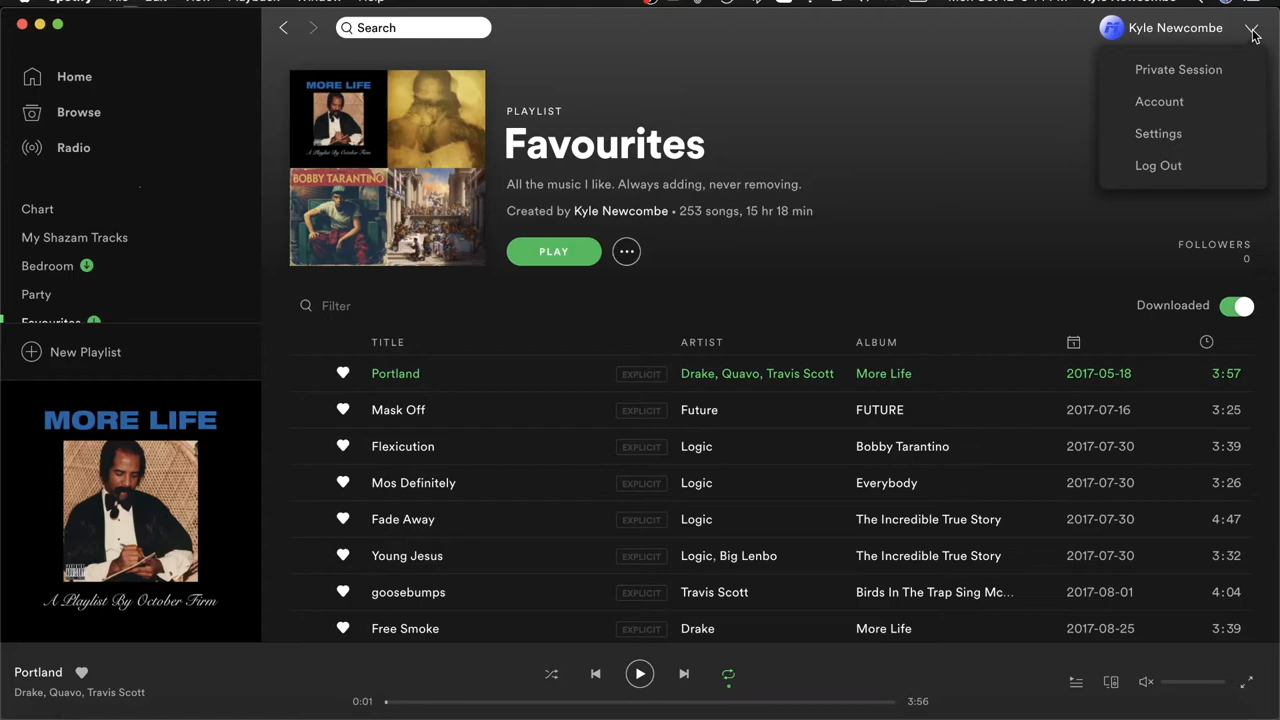 Search
Kyle Newcombe
Private Session
Account
Settings
Log Out
Home
Browse
Radio
Chart
My Shazam Tracks
Bedroom
Party
Favourites
New Playlist
MORE LIFE
A Playlist By October Firm
BOBBY TARANTINO
PLAYLIST
Favourites
All the music I like. Always adding, never removing.
Created by Kyle Newcombe • 253 songs, 15 hr 18 min
PLAY
FOLLOWERS
0
Filter
Downloaded
TITLE ARTIST ALBUM
Portland EXPLICIT Drake, Quavo, Travis Scott More Life 2017-05-18 3:57
Mask Off EXPLICIT Future FUTURE 2017-07-16 3:25
Flexicution EXPLICIT Logic Bobby Tarantino 2017-07-30 3:39
Mos Definitely EXPLICIT Logic Everybody 2017-07-30 3:26
Fade Away EXPLICIT Logic The Incredible True Story 2017-07-30 4:47
Young Jesus EXPLICIT Logic, Big Lenbo The Incredible True Story 2017-07-30 3:32
goosebumps EXPLICIT Travis Scott Birds In The Trap Sing Mc... 2017-08-01 4:04
Free Smoke EXPLICIT Drake More Life 2017-08-25 3:39
MORE LIFE
A Playlist By October Firm
Portland
Drake, Quavo, Travis Scott
0:01
3:56